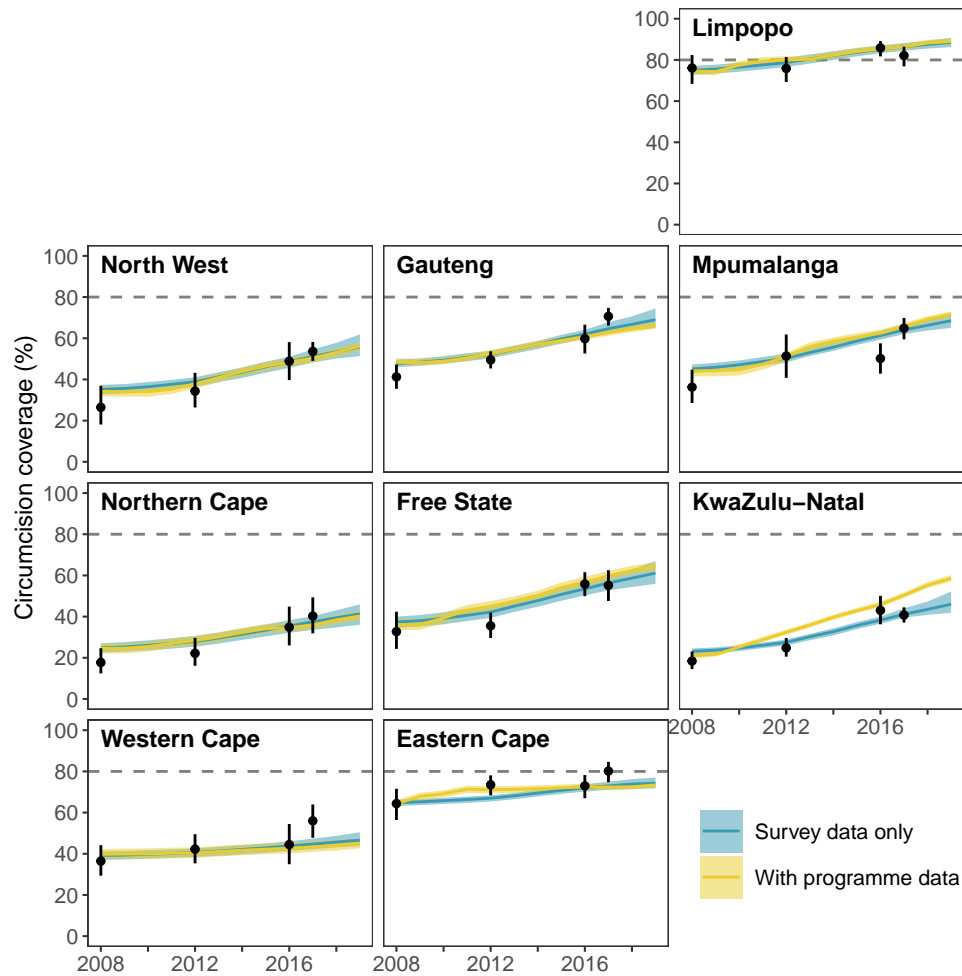 Limpopo
100
80
60
40
20
0
North West
Gauteng
Mpumalanga
100
80
60
40
20
0
Circumcision coverage (%)
Northern Cape
Free State
KwaZulu−Natal
100
80
60
40
20
0
2008 2012 2016
Western Cape
Eastern Cape
100
80
60
40
20
0
2008 2012 2016
2008 2012 2016
Survey data only
With programme data